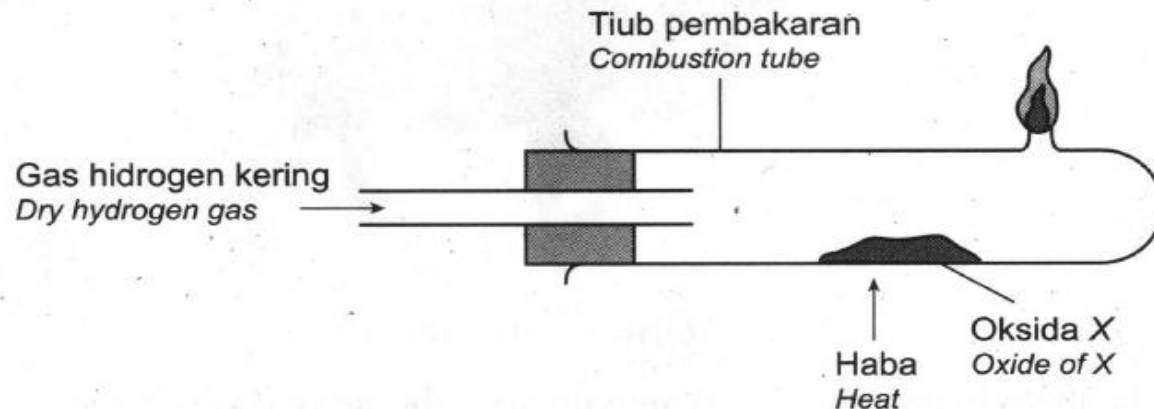 Tiub pembakaran
Combustion tube
Gas hidrogen kering
Dry hydrogen gas
Oksida X
Oxide of X
Haba
Heat